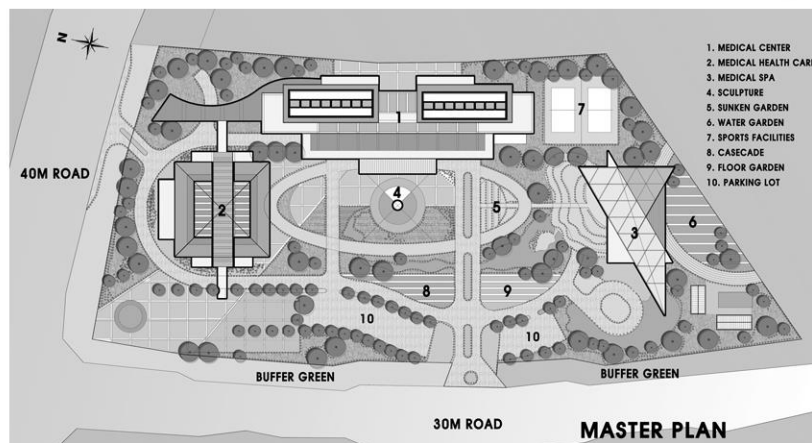 N
1. MEDICAL CENTER
2. MEDICAL HEALTH CARE
3. MEDICAL SPA
4. SCULPTURE
5. SUNKEN GARDEN
6. WATER GARDEN
7. SPORTS FACILITIES
8. CASECADE
9. FLOOR GARDEN
10. PARKING LOT
7
1
40M ROAD
4
2
5
3
6
8
9
10
10
BUFFER GREEN
BUFFER GREEN
30M ROAD
MASTER PLAN